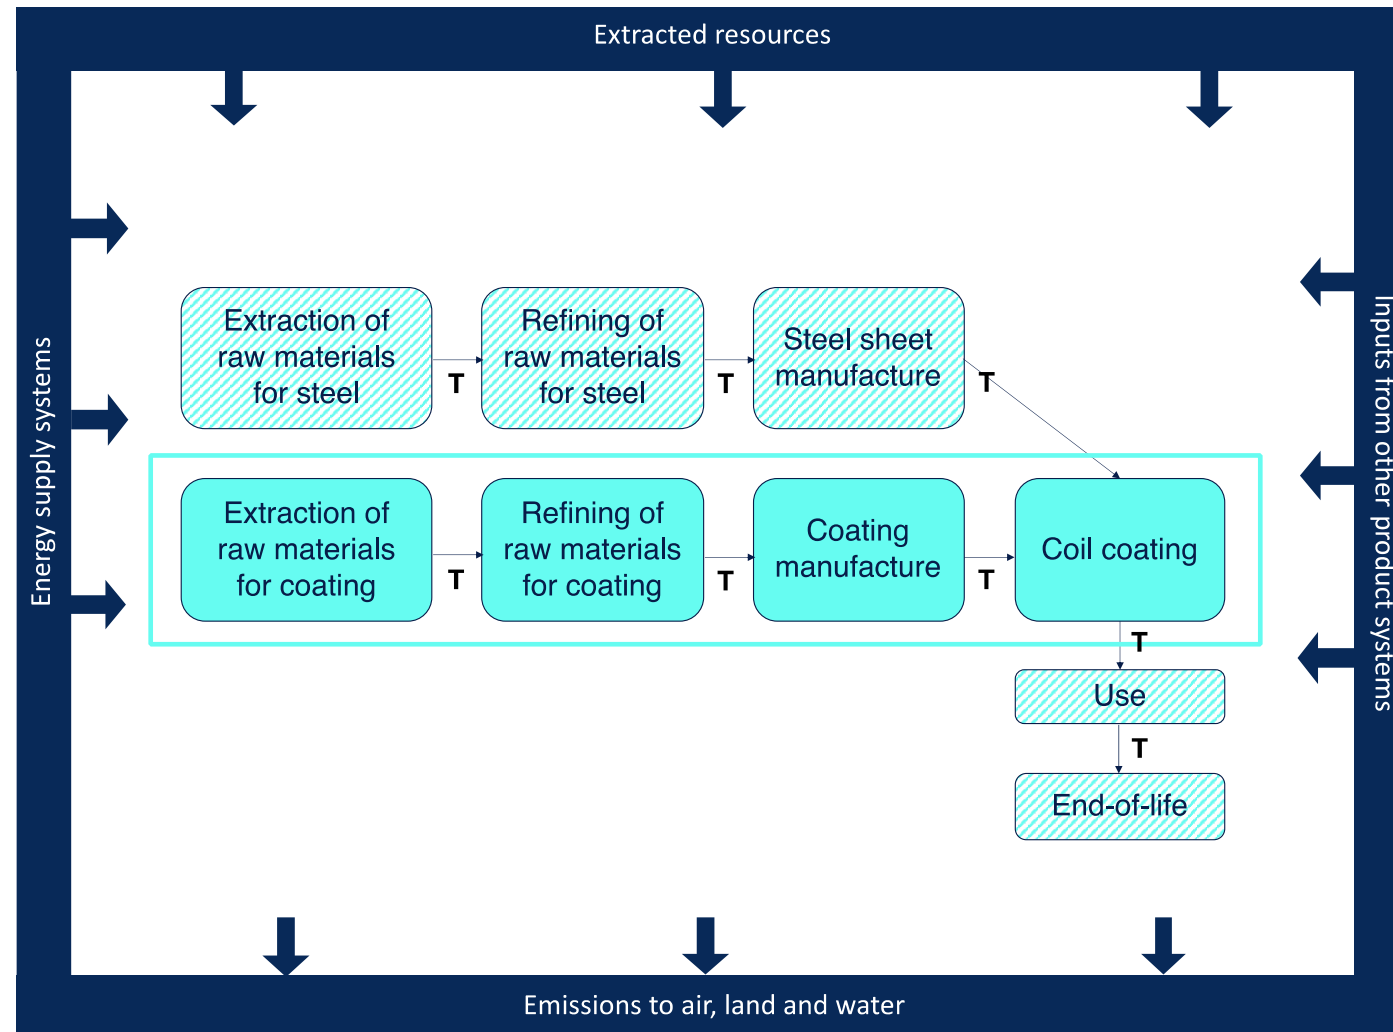 Extracted resources
Energy supply systems
Inputs from other product systems
Extraction of
raw materials
for steel
T
Refining of
raw materials
for steel
T
Steel sheet
manufacture
T
Extraction of
raw materials
for coating
T
Refining of
raw materials
for coating
T
Coating
manufacture
T
Coil coating
T
Use
T
End-of-life
Emissions to air, land and water